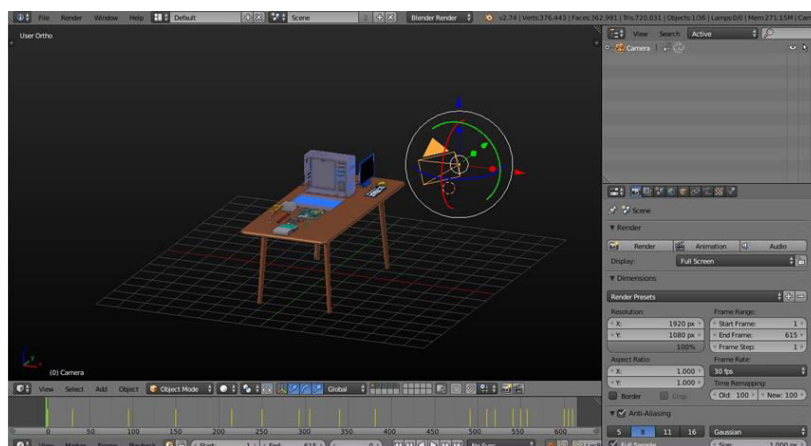 File Render Window Help Default Scene Blender Render v2.74 | Verts:376,443 | Faces:362,991 | Tris:720,031 | Objects:1/36 | Lamps:0/0 | Mem:271.15M | Cam
User Ortho
View Search Active
Camera
Scene
Render
Render Animation Audio
Display: Full Screen
Dimensions
Render Presets
Resolution: Frame Range:
X: 1920 px Start Frame: 1
Y: 1080 px End Frame: 615
100% Frame Step: 1
Aspect Ratio: Frame Rate:
X: 1.000 30 fps
Y: 1.000 Time Remapping:
Border Crop Old: 100 New: 100
Anti-Aliasing
5 8 11 16 Gaussian
Full Sample Size: 1.000 px
(0) Camera
View Select Add Object Object Mode Global
0 50 100 150 200 250 300 350 400 450 500 550 600
View Marker Frame Playback Start: 1 End: 615 0 No Sync